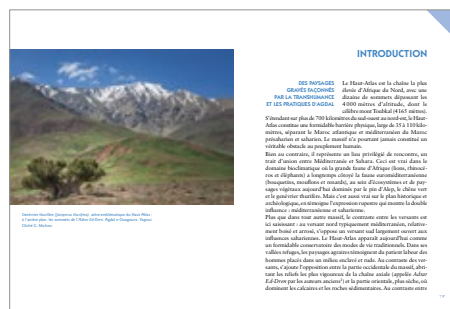 INTRODUCTION
DES PAYSAGES
GRAVÉS FAÇONNÉS
PAR LA TRANSHUMANCE
ET LES PRATIQUES D'AGDAL
Le Haut-Atlas est la chaîne la plus
élevée d'Afrique du Nord, avec une
dizaine de sommets dépassant les
4 000 mètres d'altitude, dont le
célèbre mont Toubkal (4165 mètres).
S'étendant sur plus de 700 kilomètres du sud-ouest au nord-est, le Haut-
Atlas constitue une formidable barrière physique, large de 35 à 110 kilo-
mètres, séparant le Maroc atlantique et méditerranéen du Maroc
présaharien et saharien. Le massif n'a pourtant jamais constitué un
véritable obstacle au peuplement humain.
Bien au contraire, il représente un lieu privilégié de rencontre, un
trait d'union entre Méditerranée et Sahara. Ceci est vrai dans le
domaine bioclimatique où la grande faune d'Afrique (lions, rhinocé-
ros et éléphants) a longtemps côtoyé la faune euroméditerranéenne
(bouquetins, mouflons et renards), au sein d'écosystèmes et de pay-
sages végétaux aujourd'hui dominés par le pin d'Alep, le chêne vert
et le genévrier thurifère. Mais c'est aussi vrai sur le plan historique et
archéologique, en témoigne l'expression rupestre qui montre la double
influence : méditerranéenne et saharienne.
Plus que dans tout autre massif, le contraste entre les versants est
ici saisissant : au versant nord typiquement méditerranéen, relative-
ment boisé et arrosé, s'oppose un versant sud largement ouvert aux
influences sahariennes. Le Haut-Atlas apparaît aujourd'hui comme
un formidable conservatoire des modes de vie traditionnels. Dans ses
vallées refuges, les paysages agraires témoignent du patient labeur des
hommes placés dans un milieu enclavé et rude. Au contraste des ver-
sants, s'ajoute l'opposition entre la partie occidentale du massif, abri-
tant les reliefs les plus vigoureux de la chaîne axiale (appelée Adrar
Ed-Dren par les auteurs anciens) et la partie orientale, plus sèche, où
dominent les calcaires et les roches sédimentaires. Au contraste entre